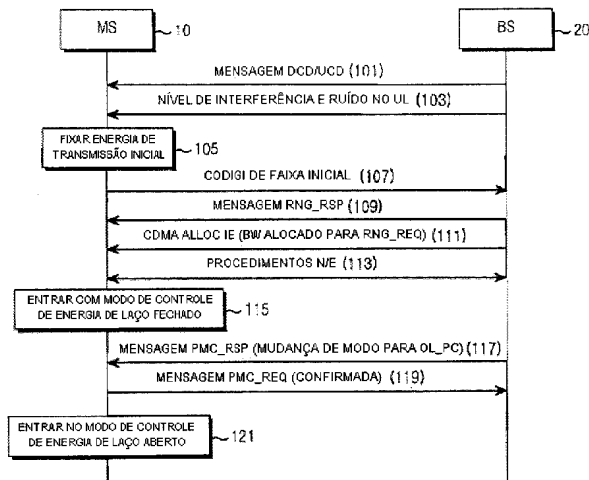 MS 10
BS 20
MENSAGEM DCD/UCD (101)
NÍVEL DE INTERFERÊNCIA E RUÍDO NO UL (103)
FIXAR ENERGIA DE
TRANSMISSÃO INICIAL
105
CODIGI DE FAIXA INICIAL (107)
MENSAGEM RNG_RSP (109)
CDMA ALLOC IE (BW ALOCADO PARA RNG_REQ) (111)
PROCEDIMENTOS N/E (113)
ENTRAR COM MODO DE CONTROLE
DE ENERGIA DE LAÇO FECHADO
115
MENSAGEM PMC_RSP (MUDANÇA DE MODO PARA OL_PC) (117)
MENSAGEM PMC_REQ (CONFIRMADA) (119)
ENTRAR NO MODO DE CONTROLE
DE ENERGIA DE LAÇO ABERTO
121